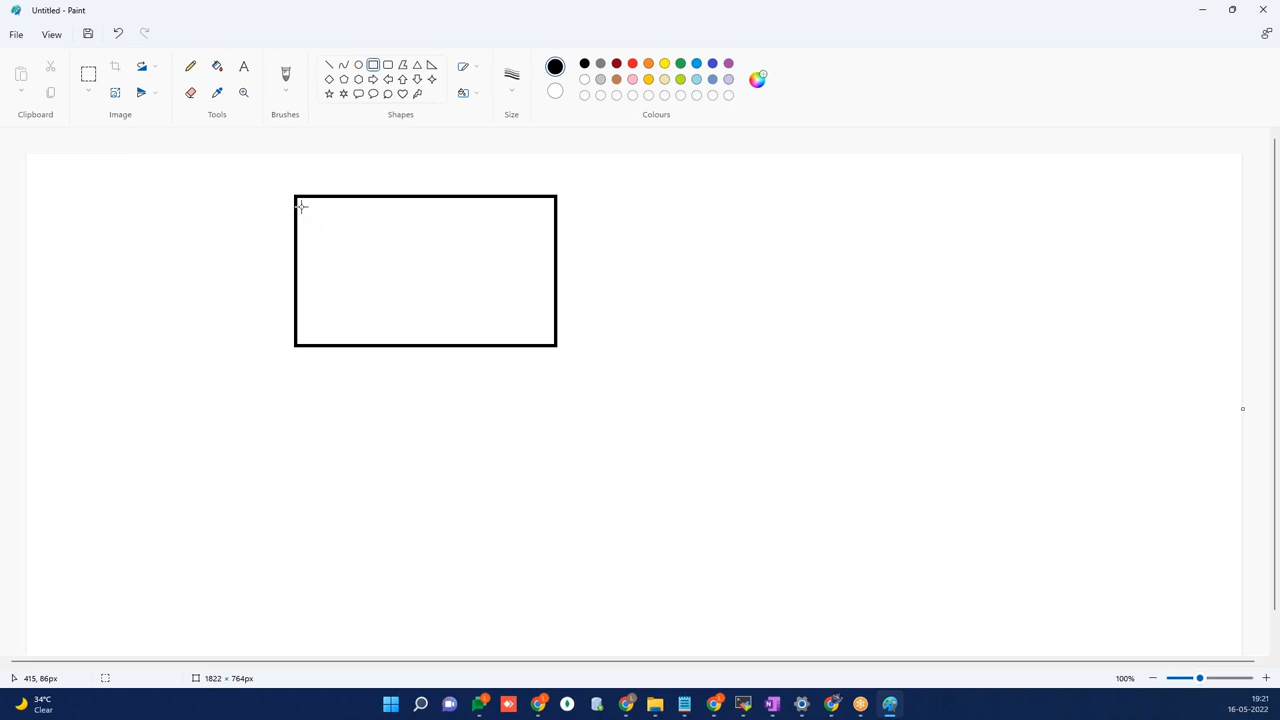 Untitled - Paint
File View
Clipboard
Image
Tools
Brushes
Shapes
Size
Colours
415, 86px
1822 × 764px
100%
34°C
Clear
19:21
16-05-2022